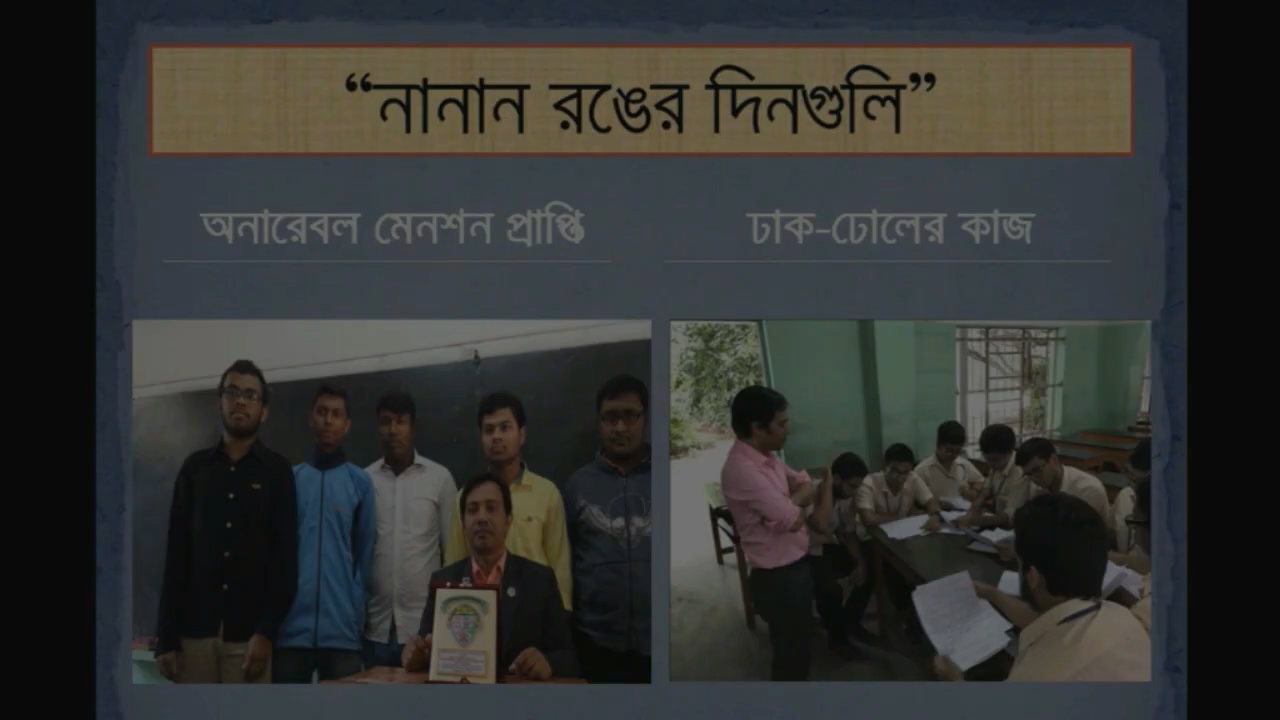 “নানান রঙের দিনগুলি”
অনারেবল মেনশন প্রাপ্তি
ঢাক-ঢোলের কাজ